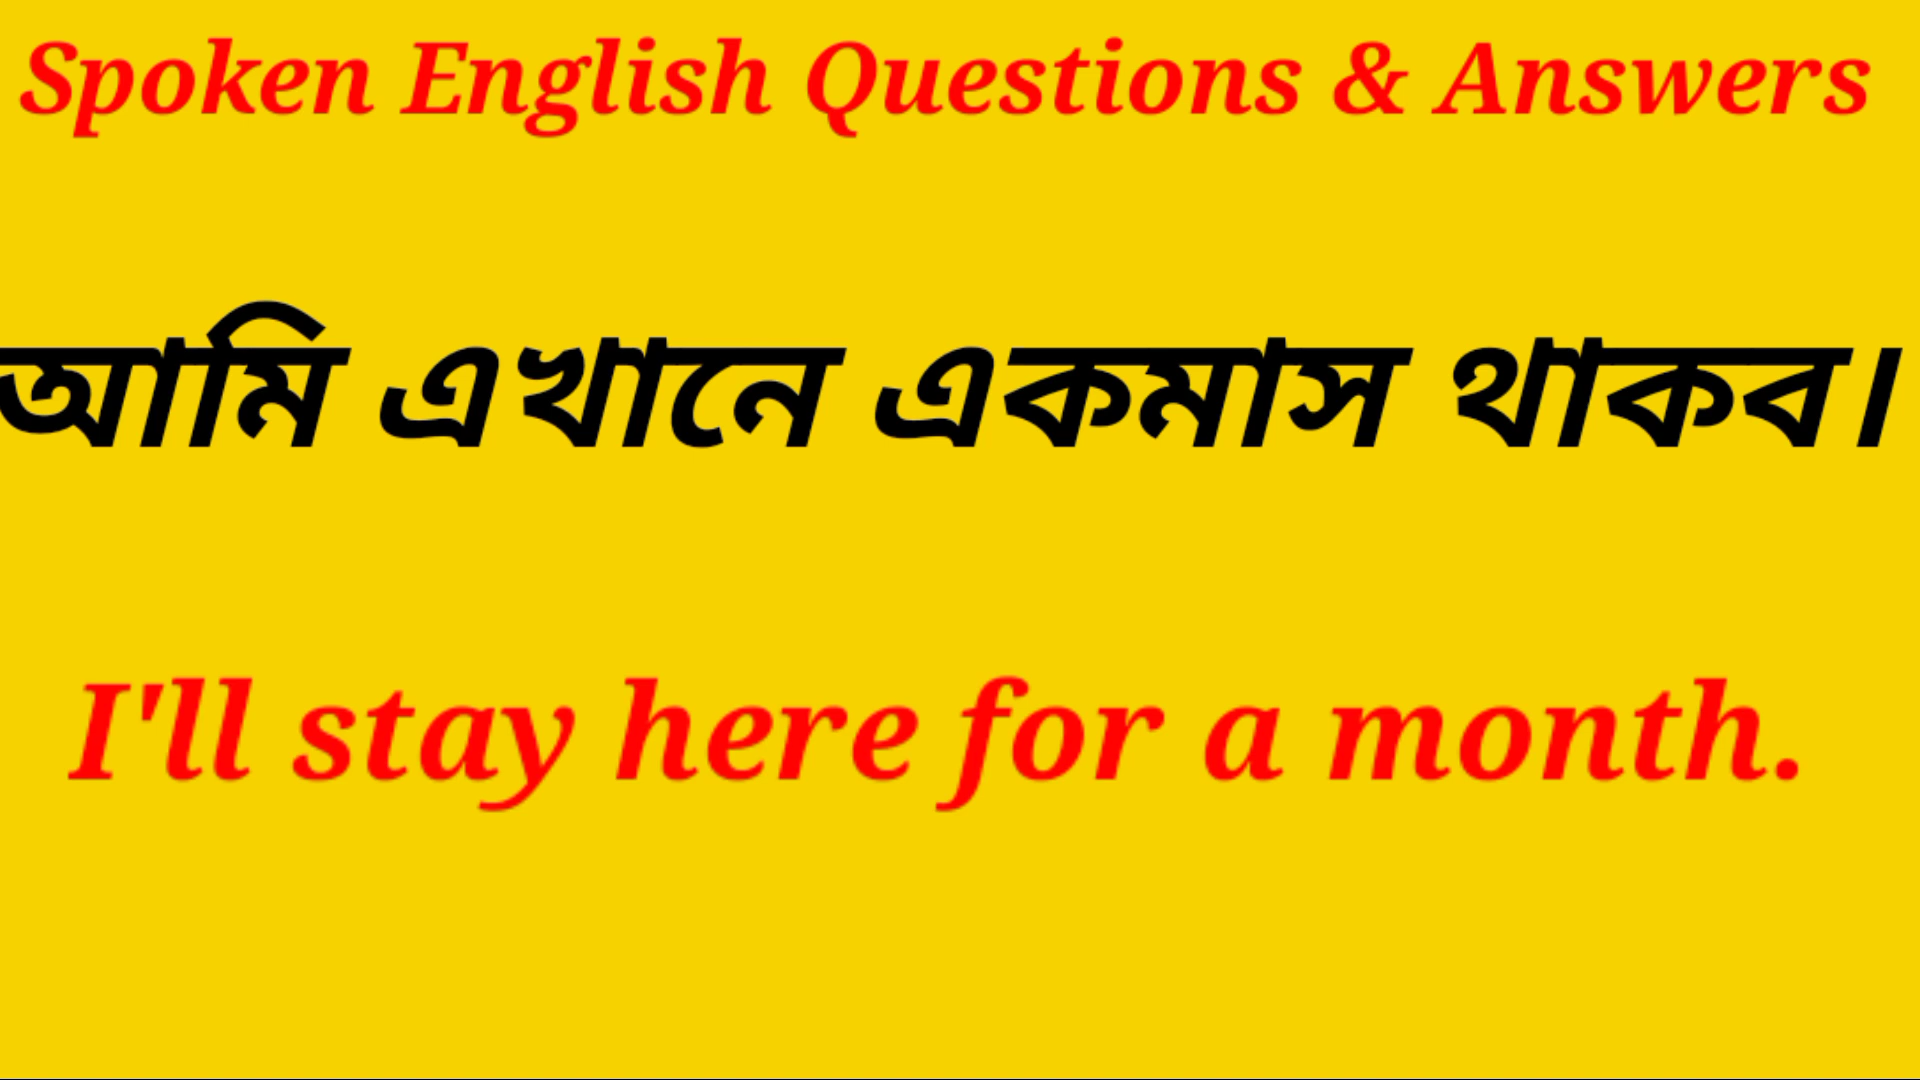 Spoken English Questions & Answers
আমি এখানে একমাস থাকব।
I'll stay here for a month.